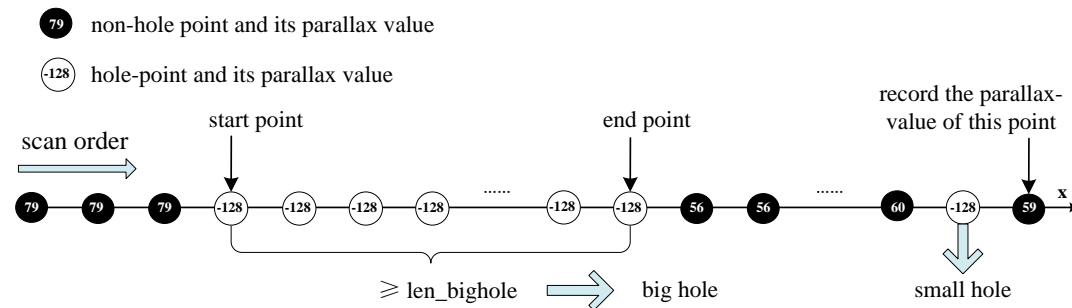 79 non-hole point and its parallax value
-128 hole-point and its parallax value
record the parallax-
value of this point
start point
end point
scan order
79 79 79 -128 -128 -128 -128 ...... -128 -128 56 56 ...... 60 -128 59 x
≥ len_bighole
big hole
small hole